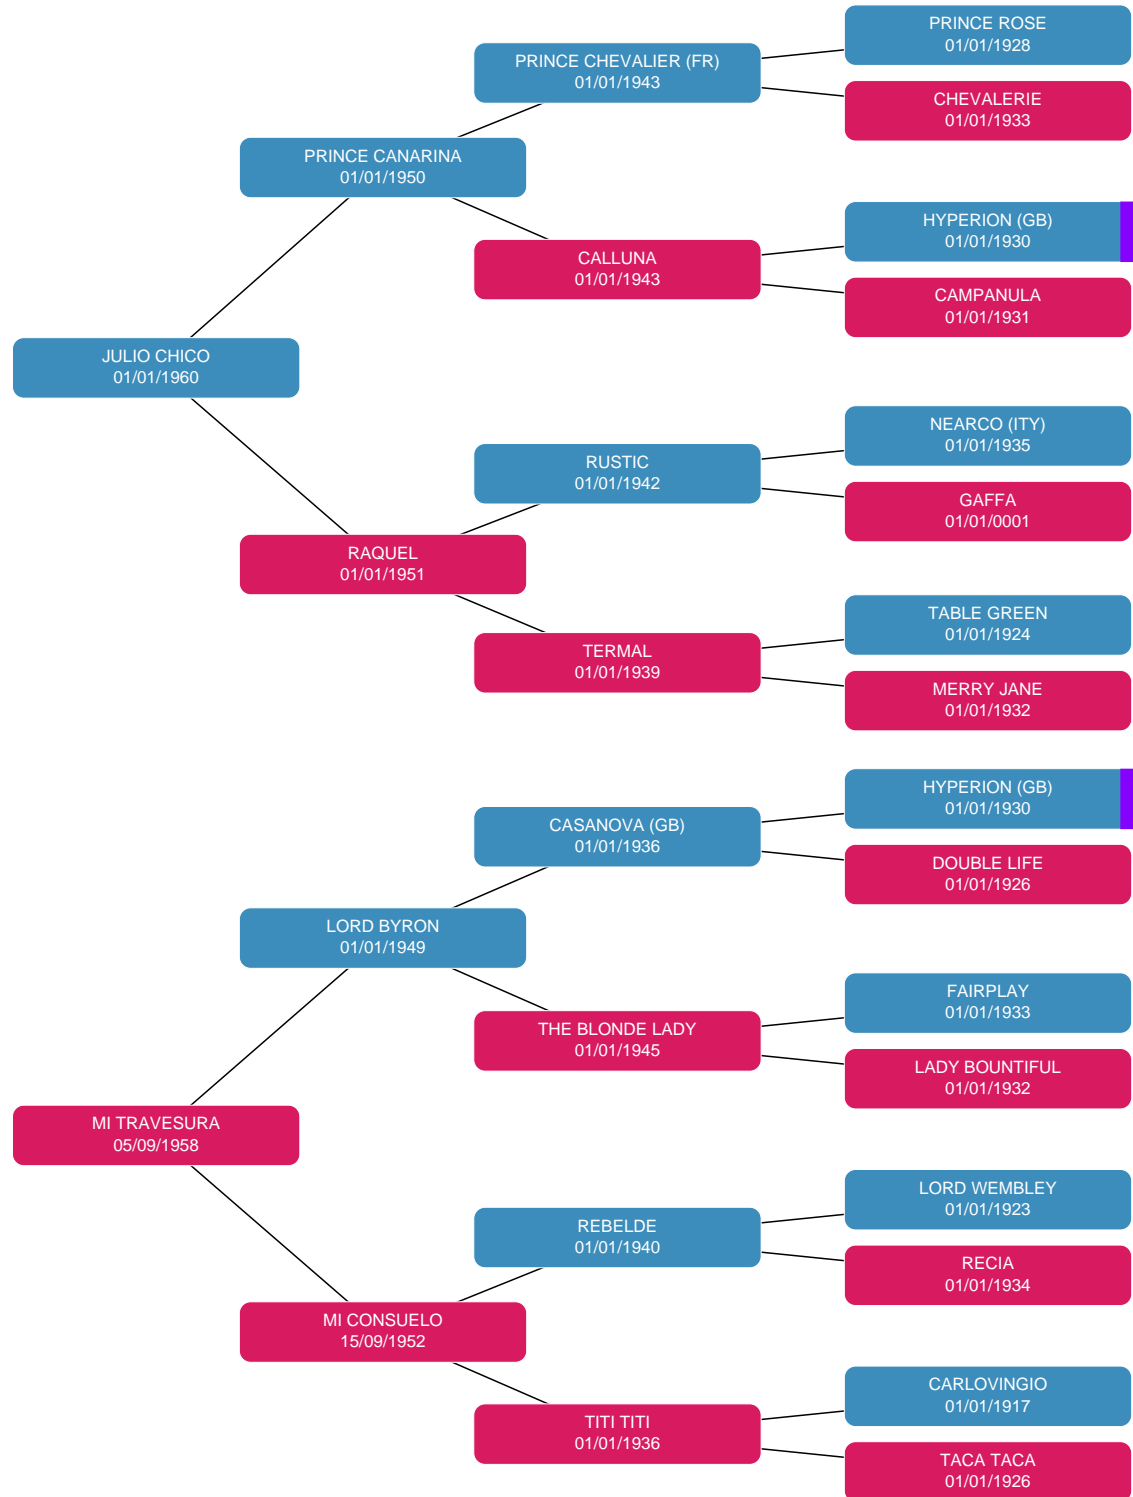 PRINCE ROSE
01/01/1928
PRINCE CHEVALIER (FR)
01/01/1943
CHEVALERIE
01/01/1933
PRINCE CANARINA
01/01/1950
HYPERION (GB)
01/01/1930
CALLUNA
01/01/1943
CAMPANULA
01/01/1931
JULIO CHICO
01/01/1960
NEARCO (ITY)
01/01/1935
RUSTIC
01/01/1942
GAFFA
01/01/0001
RAQUEL
01/01/1951
TABLE GREEN
01/01/1924
TERMAL
01/01/1939
MERRY JANE
01/01/1932
HYPERION (GB)
01/01/1930
CASANOVA (GB)
01/01/1936
DOUBLE LIFE
01/01/1926
LORD BYRON
01/01/1949
FAIRPLAY
01/01/1933
THE BLONDE LADY
01/01/1945
LADY BOUNTIFUL
01/01/1932
MI TRAVESURA
05/09/1958
LORD WEMBLEY
01/01/1923
REBELDE
01/01/1940
RECIA
01/01/1934
MI CONSUELO
15/09/1952
CARLOVINGIO
01/01/1917
TITI TITI
01/01/1936
TACA TACA
01/01/1926